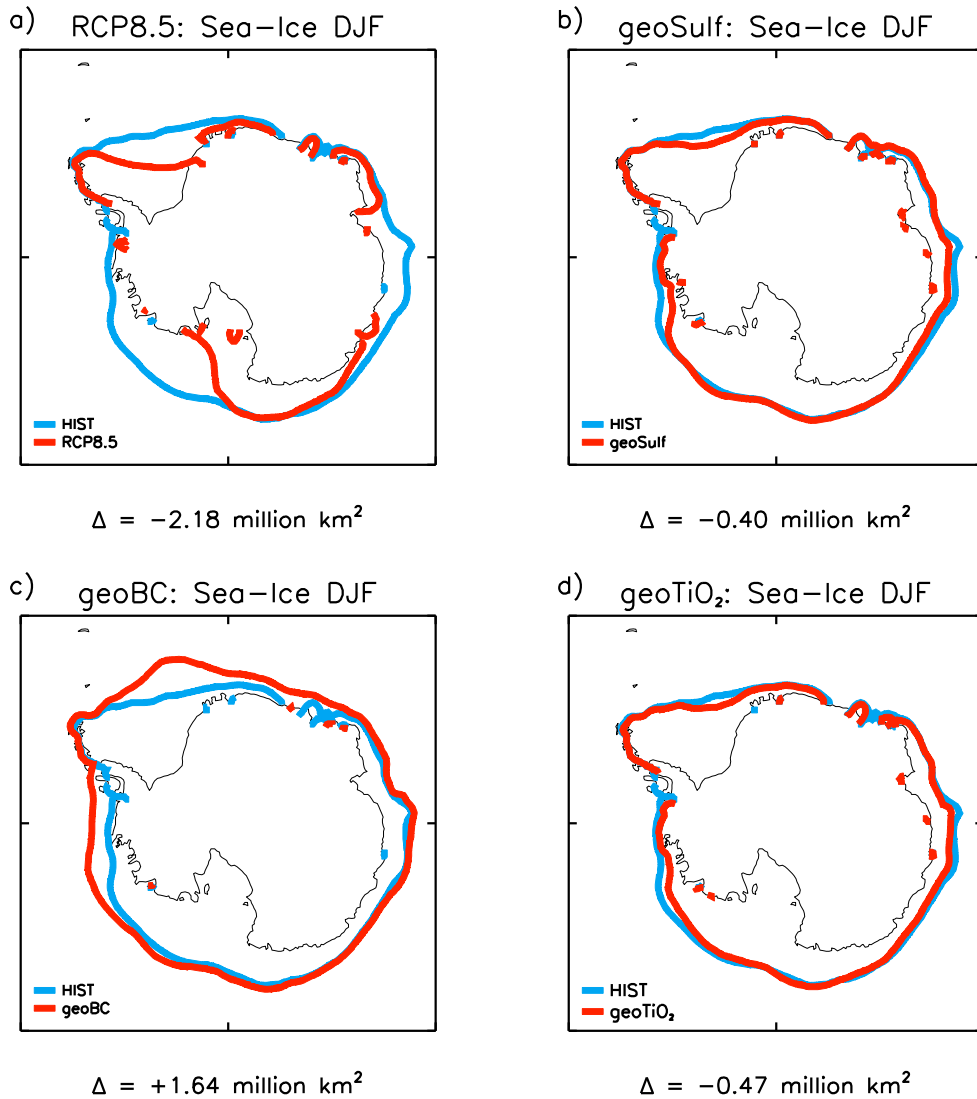 a) RCP8.5: Sea-Ice DJF
HIST
RCP8.5
Δ = -2.18 million km²
b) geoSulf: Sea-Ice DJF
HIST
geoSulf
Δ = -0.40 million km²
c) geoBC: Sea-Ice DJF
HIST
geoBC
Δ = +1.64 million km²
d) geoTiO₂: Sea-Ice DJF
HIST
geoTiO₂
Δ = -0.47 million km²